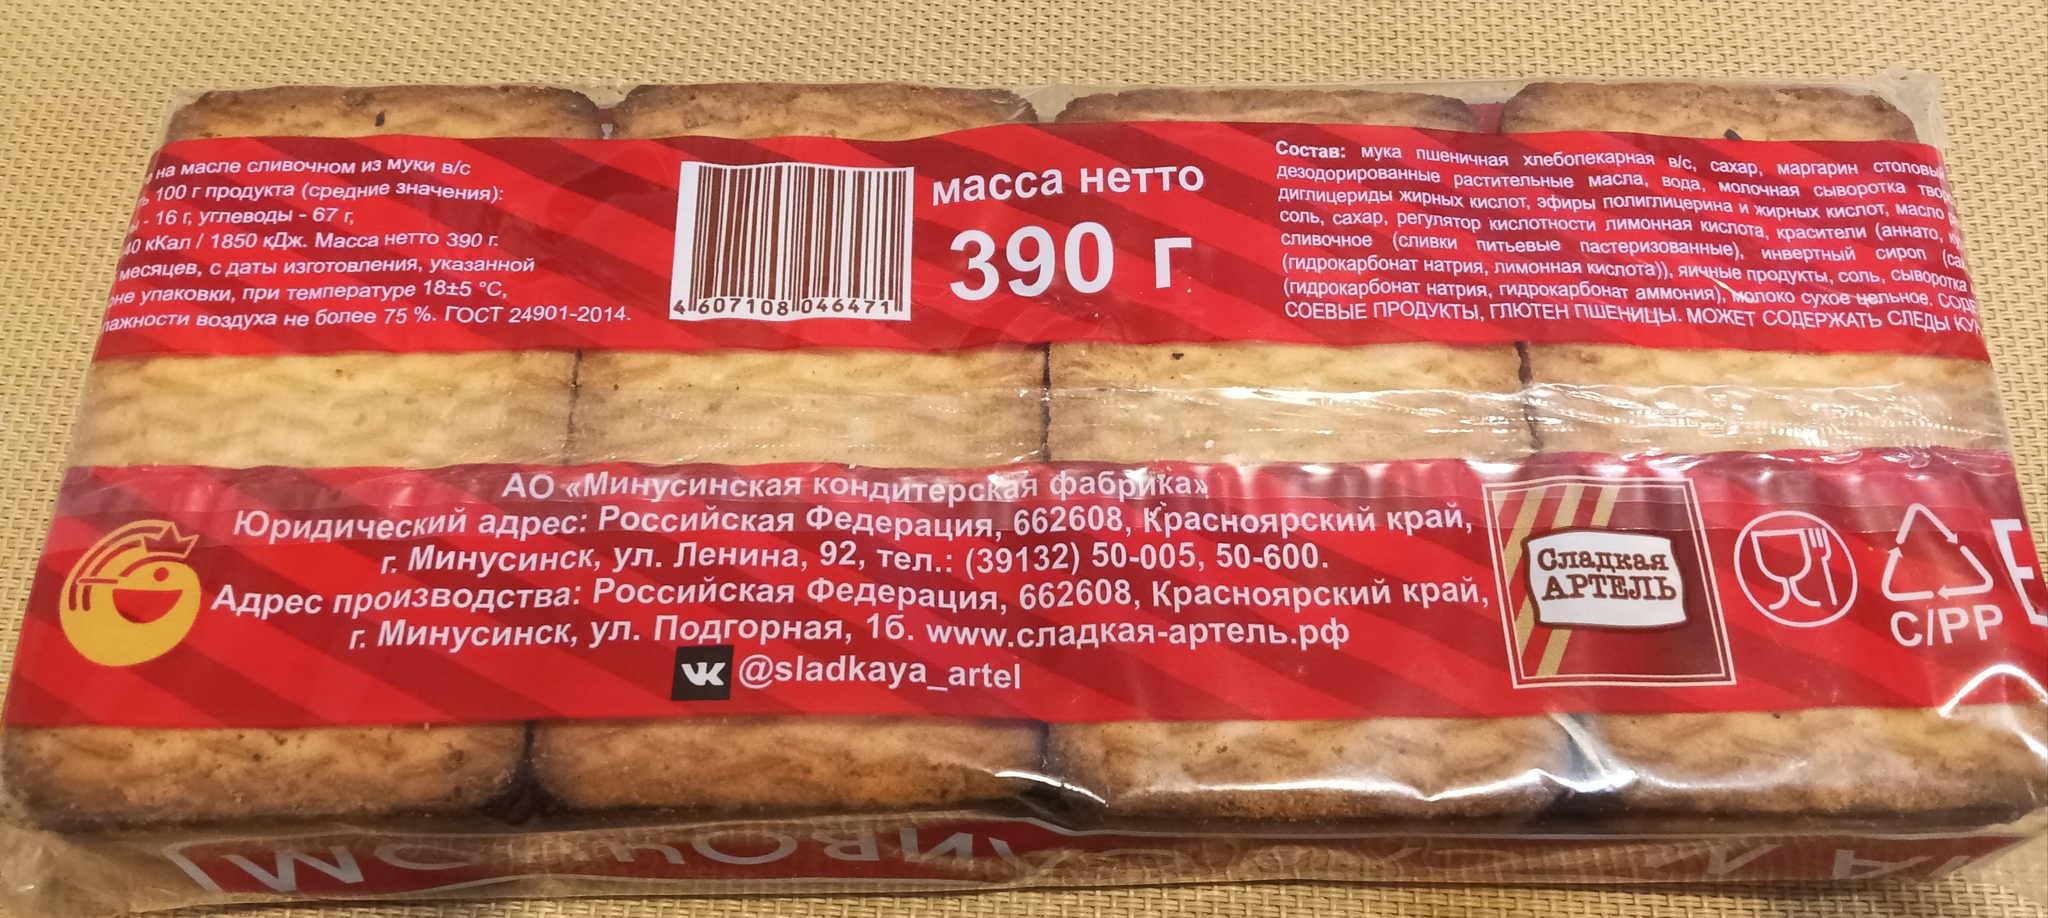 на масле сливочном из муки в/с
100 г продукта (средние значения):
- 16 г, углеводы - 67 г,
кКал / 1850 кДж. Масса нетто 390 г.
месяцев, с даты изготовления, указанной
упаковки, при температуре 18±5 °C,
воздуха не более 75 %. ГОСТ 24901-2014.
4 607108 046471
масса нетто
390 г
Состав: мука пшеничная хлебопекарная в/с, сахар, маргарин
дезодорированные растительные масла, вода, молочная сыворотка
диглицериды жирных кислот, эфиры полиглицерина и жирных кислот, масло
соль, сахар, регулятор кислотности лимонная кислота, красители (аннато,
сливочное (сливки питьевые пастеризованные), инвертный сироп
(гидрокарбонат натрия, лимонная кислота)), яичные продукты, соль, сыворотка
(гидрокарбонат натрия, гидрокарбонат аммония), молоко сухое цельное.
СОЕВЫЕ ПРОДУКТЫ, ГЛЮТЕН ПШЕНИЦЫ. МОЖЕТ СОДЕРЖАТЬ СЛЕДЫ
АО «Минусинская кондитерская фабрика»
Юридический адрес: Российская Федерация, 662608, Красноярский край,
г. Минусинск, ул. Ленина, 92, тел.: (39132) 50-005, 50-600.
Адрес производства: Российская Федерация, 662608, Красноярский край,
г. Минусинск, ул. Подгорная, 1б. www.сладкая-артель.рф
@sladkaya_artel
Сладкая
АРТЕЛЬ
C/PP